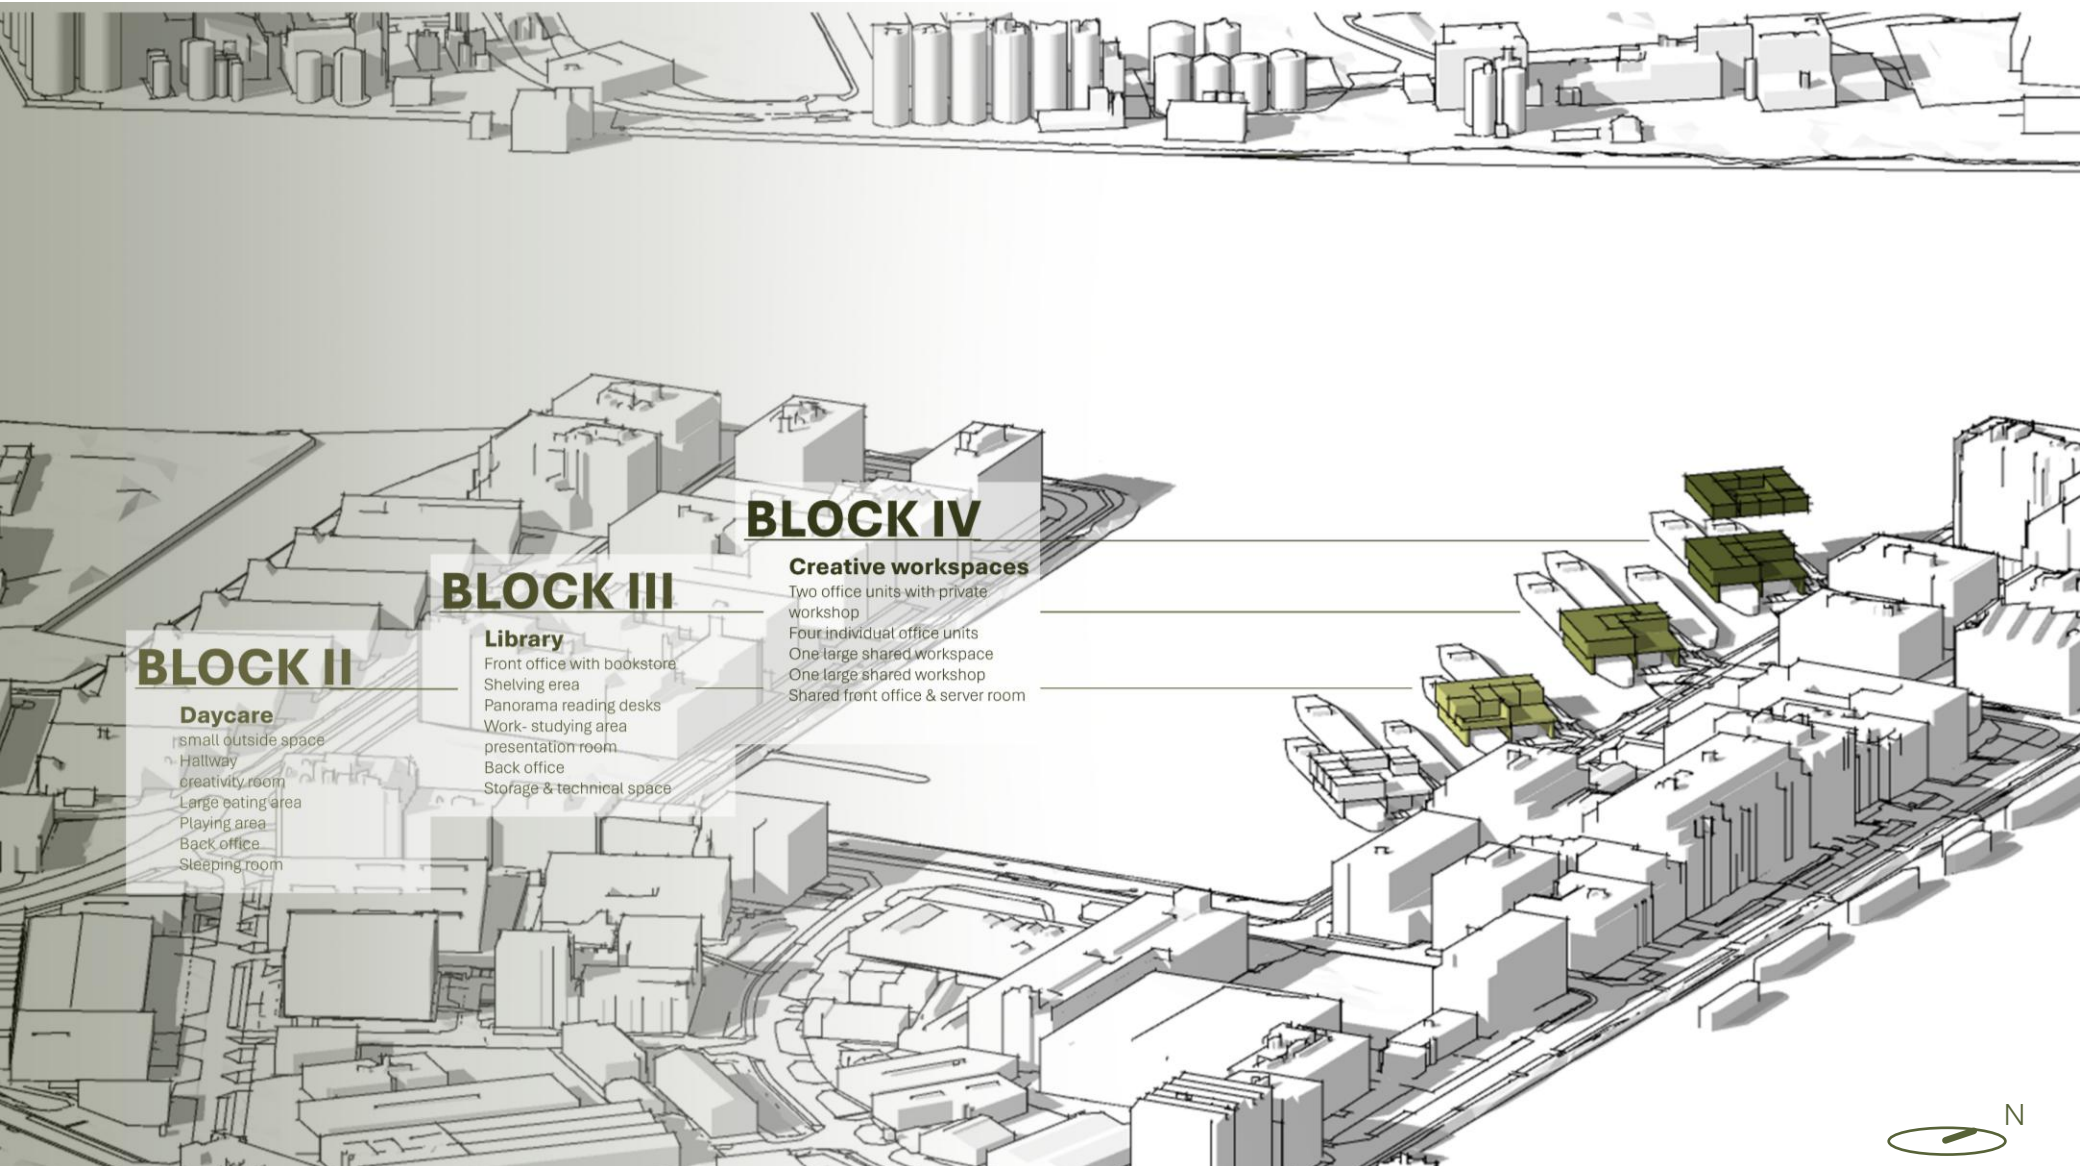 BLOCK IV
Creative workspaces
Two office units with private
workshop
Four individual office units
One large shared workspace
One large shared workshop
Shared front office & server room
BLOCK III
Library
Front office with bookstore
Shelving erea
Panorama reading desks
Work- studying area
presentation room
Back office
Storage & technical space
BLOCK II
Daycare
small outside space
Hallway
creativity room
Large eating area
Playing area
Back office
Sleeping room
N